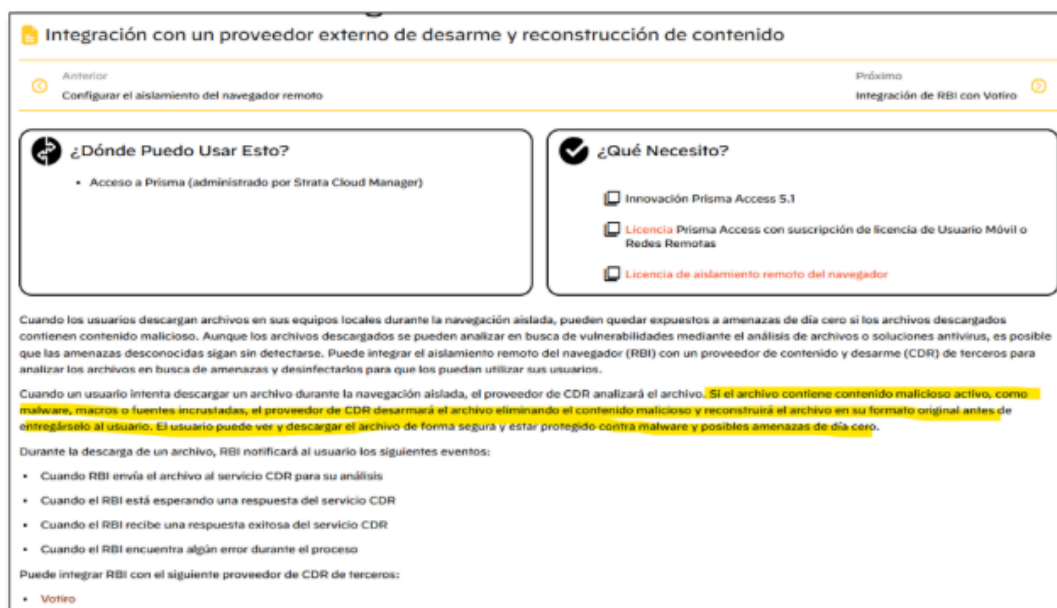 Integración con un proveedor externo de desarme y reconstrucción de contenido
Anterior
Configurar el aislamiento del navegador remoto
Próximo
Integración de RBI con Votiro
¿Dónde Puedo Usar Esto?
• Acceso a Prisma (administrado por Strata Cloud Manager)
¿Qué Necesito?
Innovación Prisma Access 5.1
Licencia Prisma Access con suscripción de licencia de Usuario Móvil o
Redes Remotas
Licencia de aislamiento remoto del navegador
Cuando los usuarios descargan archivos en sus equipos locales durante la navegación aislada, pueden quedar expuestos a amenazas de día cero si los archivos descargados
contienen contenido malicioso. Aunque los archivos descargados se pueden analizar en busca de vulnerabilidades mediante el análisis de archivos o soluciones antivirus, es posible
que las amenazas desconocidas sigan sin detectarse. Puede integrar el aislamiento remoto del navegador (RBI) con un proveedor de contenido y desarme (CDR) de terceros para
analizar los archivos en busca de amenazas y desinfectarlos para que los puedan utilizar sus usuarios.
Cuando un usuario intenta descargar un archivo durante la navegación aislada, el proveedor de CDR analizará el archivo. Si el archivo contiene contenido malicioso activo, como
malware, macros o fuentes incrustadas, el proveedor de CDR desarmará el archivo eliminando el contenido malicioso y reconstruirá el archivo en su formato original antes de
entregárselo al usuario. El usuario puede ver y descargar el archivo de forma segura y estar protegido contra malware y posibles amenazas de día cero.
Durante la descarga de un archivo, RBI notificará al usuario los siguientes eventos:
• Cuando RBI envía el archivo al servicio CDR para su análisis
• Cuando el RBI está esperando una respuesta del servicio CDR
• Cuando el RBI recibe una respuesta exitosa del servicio CDR
• Cuando el RBI encuentra algún error durante el proceso
Puede integrar RBI con el siguiente proveedor de CDR de terceros:
• Votiro